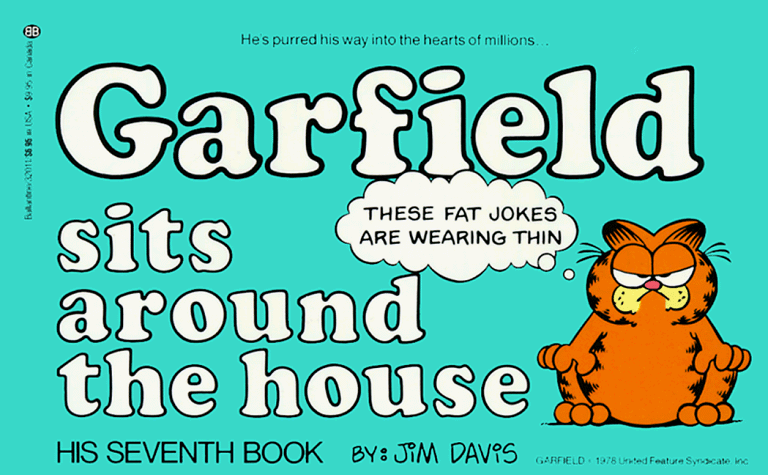 BB
He's purred his way into the hearts of millions...
Garfield
THESE FAT JOKES
ARE WEARING THIN
sits
around
the house
HIS SEVENTH BOOK BY: JIM DAVIS
GARFIELD © 1978 United Feature Syndicate, Inc.